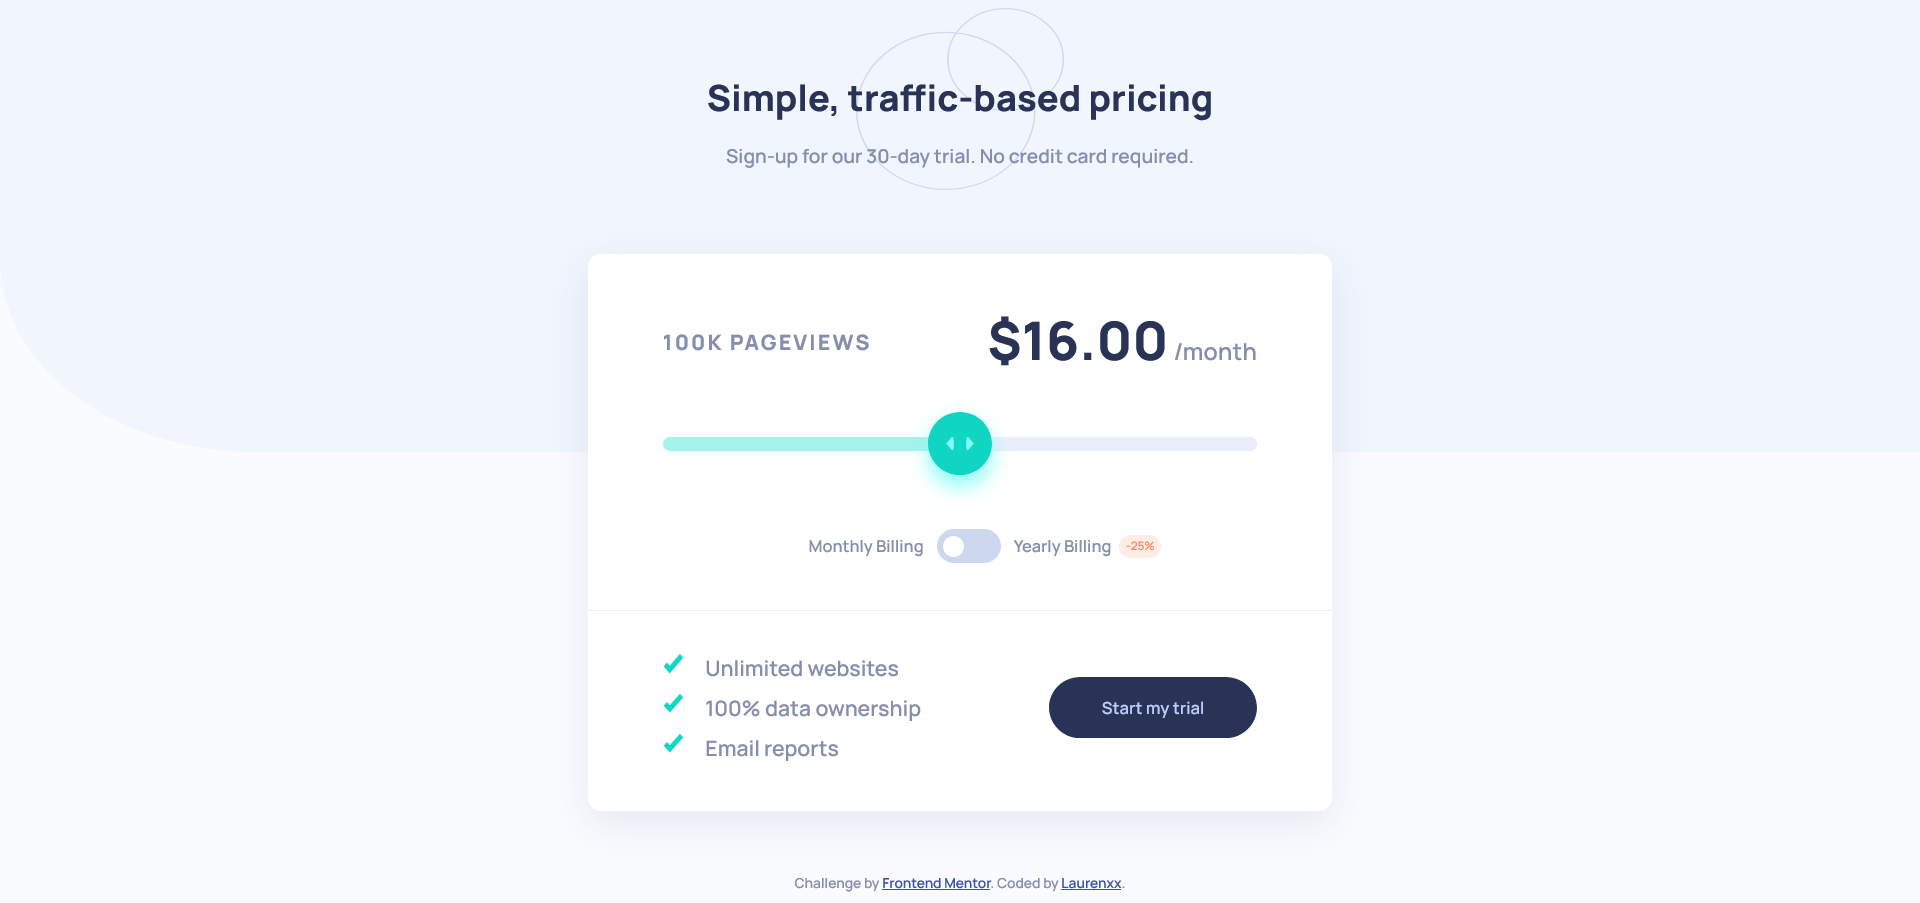 Simple, traffic-based pricing
Sign-up for our 30-day trial. No credit card required.
100K PAGEVIEWS
$16.00 /month
Monthly Billing
Yearly Billing
-25%
Unlimited websites
100% data ownership
Email reports
Start my trial
Challenge by Frontend Mentor. Coded by Laurenxx.